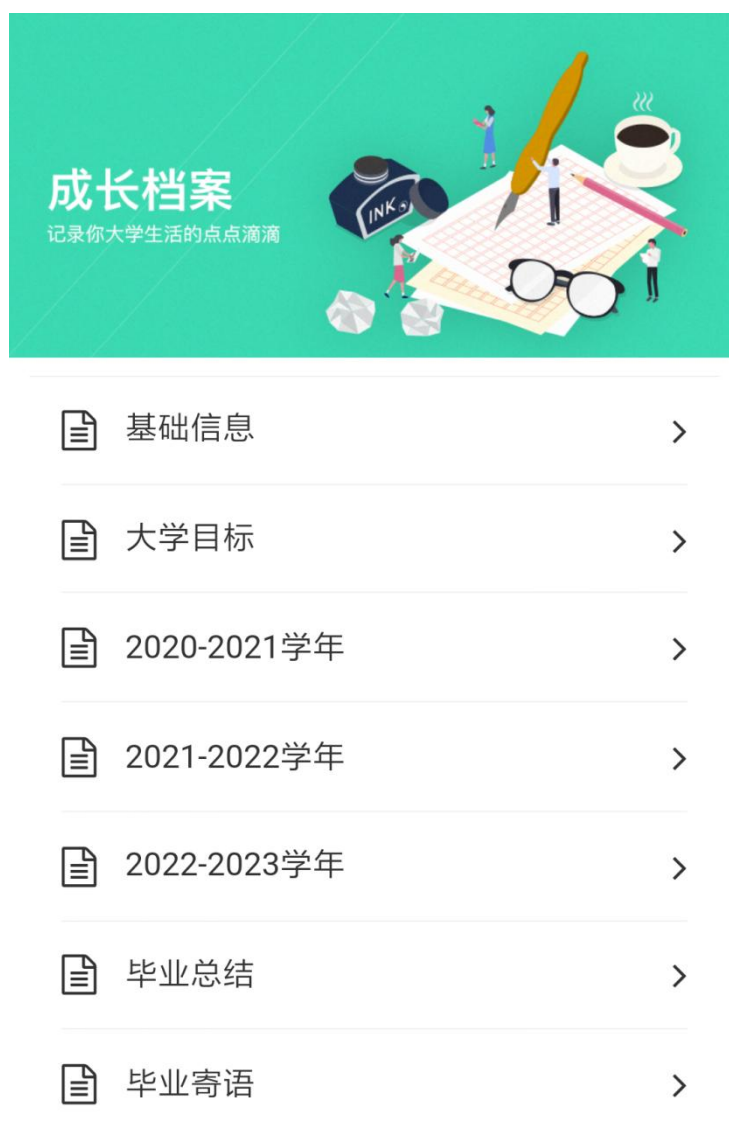 成长档案
记录你大学生活的点点滴滴
INK
基础信息
大学目标
2020-2021学年
2021-2022学年
2022-2023学年
毕业总结
毕业寄语